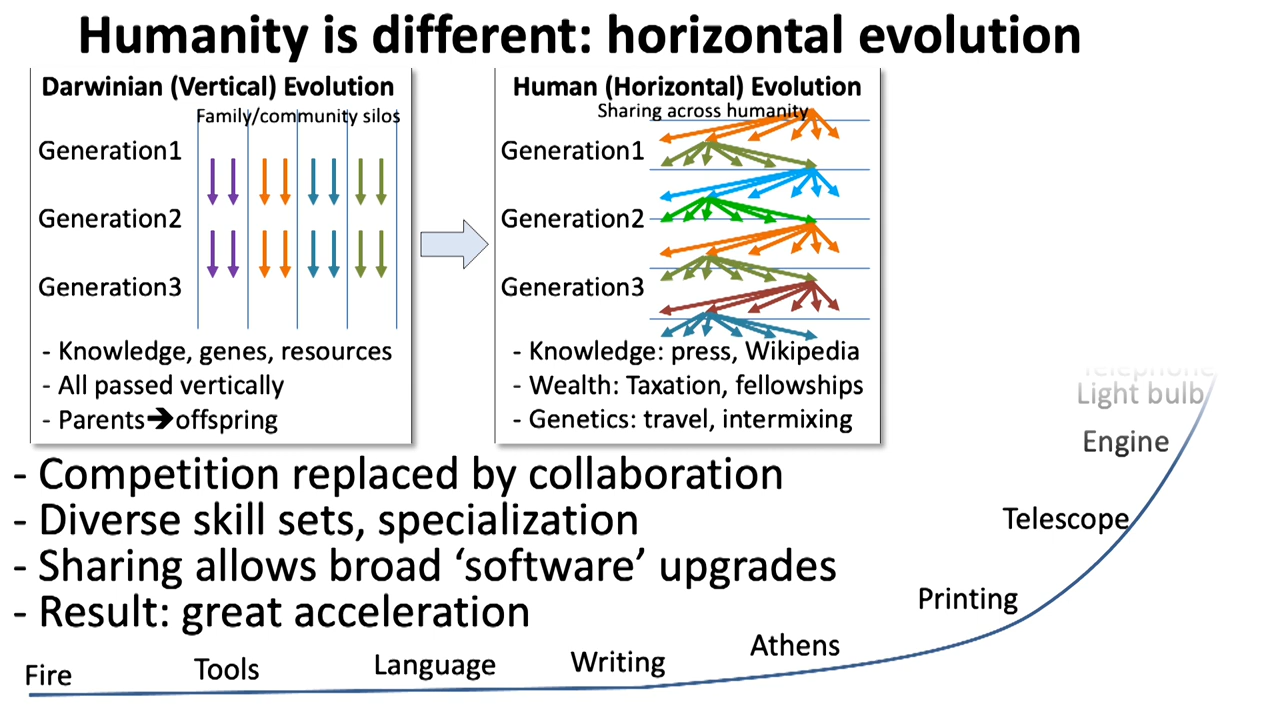 Humanity is different: horizontal evolution
Darwinian (Vertical) Evolution
Family/community silos
Generation1
Generation2
Generation3
- Knowledge, genes, resources
- All passed vertically
- Parents➔offspring
Human (Horizontal) Evolution
Sharing across humanity
Generation1
Generation2
Generation3
- Knowledge: press, Wikipedia
- Wealth: Taxation, fellowships
- Genetics: travel, intermixing
- Competition replaced by collaboration
- Diverse skill sets, specialization
- Sharing allows broad ‘software’ upgrades
- Result: great acceleration
Fire
Tools
Language
Writing
Athens
Printing
Telescope
Engine
Light bulb
Telephone